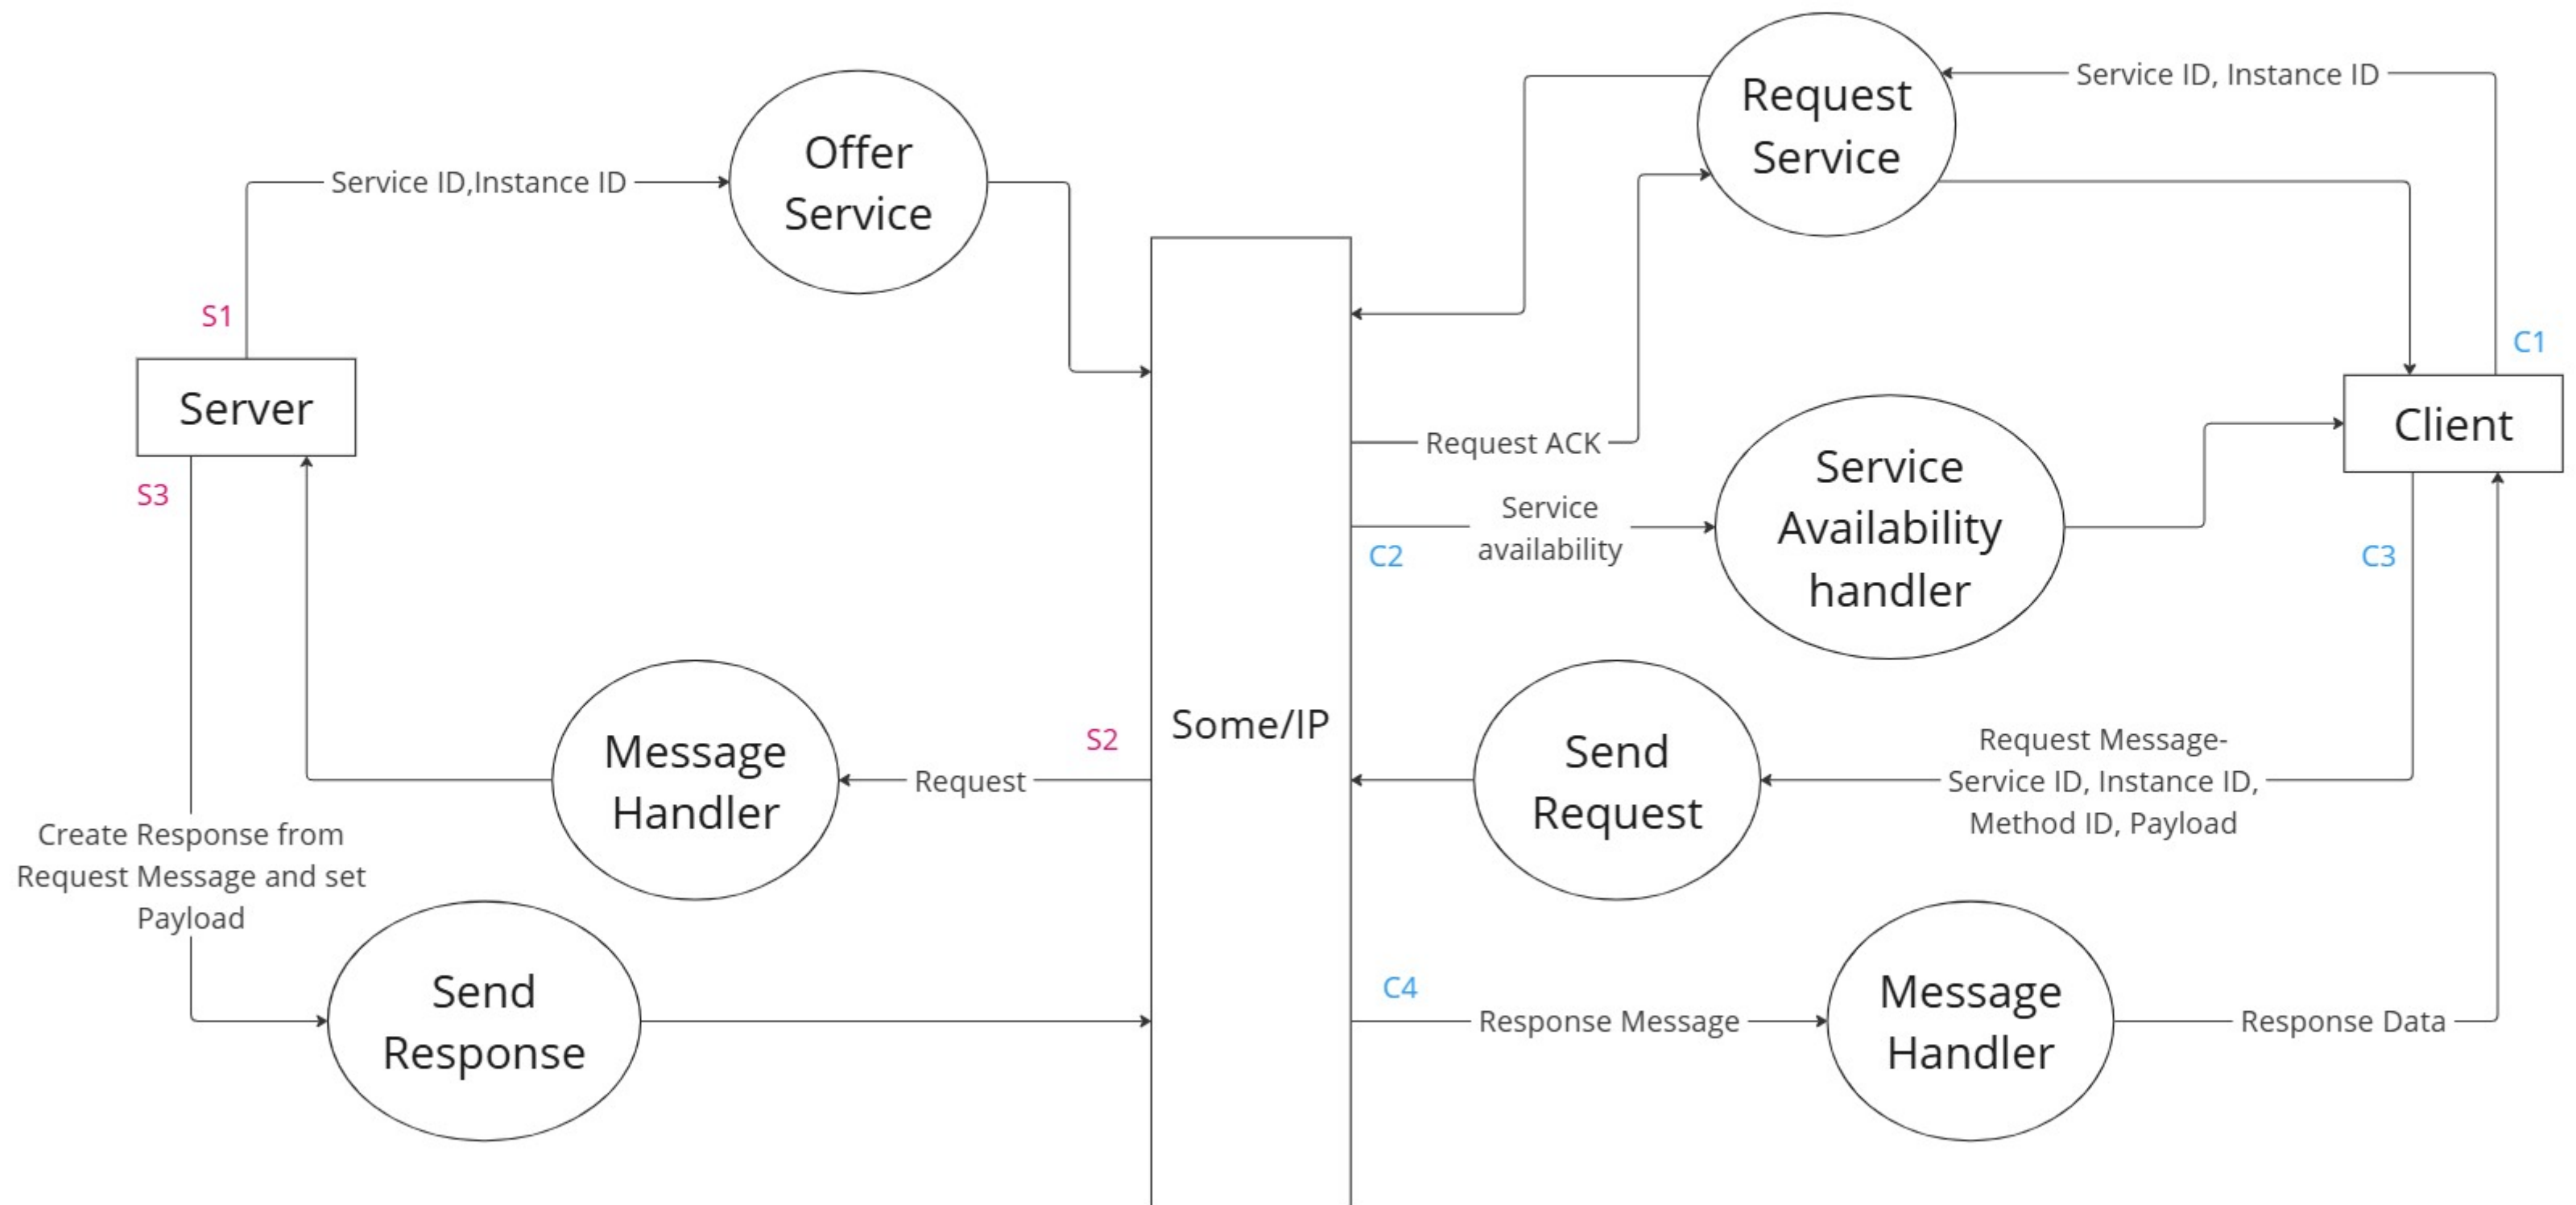 Request
Service
Service ID, Instance ID
Offer
Service
Service ID,Instance ID
S1
C1
Server
Client
Request ACK
Service
Availability
handler
S3
Service
availability
C2
C3
Some/IP
S2
Message
Handler
Request
Send
Request
Request Message-
Service ID, Instance ID,
Method ID, Payload
Create Response from
Request Message and set
Payload
Send
Response
C4
Response Message
Message
Handler
Response Data